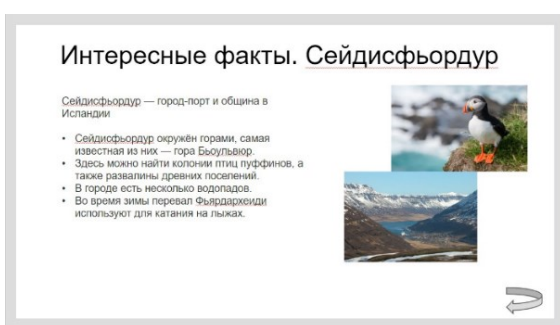 Интересные факты. Сейдисфьордур
Сейдисфьордур — город-порт и община в
Исландии
• Сейдисфьордур окружён горами, самая
известная из них — гора Бьоульвюр.
• Здесь можно найти колонии птиц пуффинов, а
также развалины древних поселений.
• В городе есть несколько водопадов.
• Во время зимы перевал Фьярдархеиди
используют для катания на лыжах.